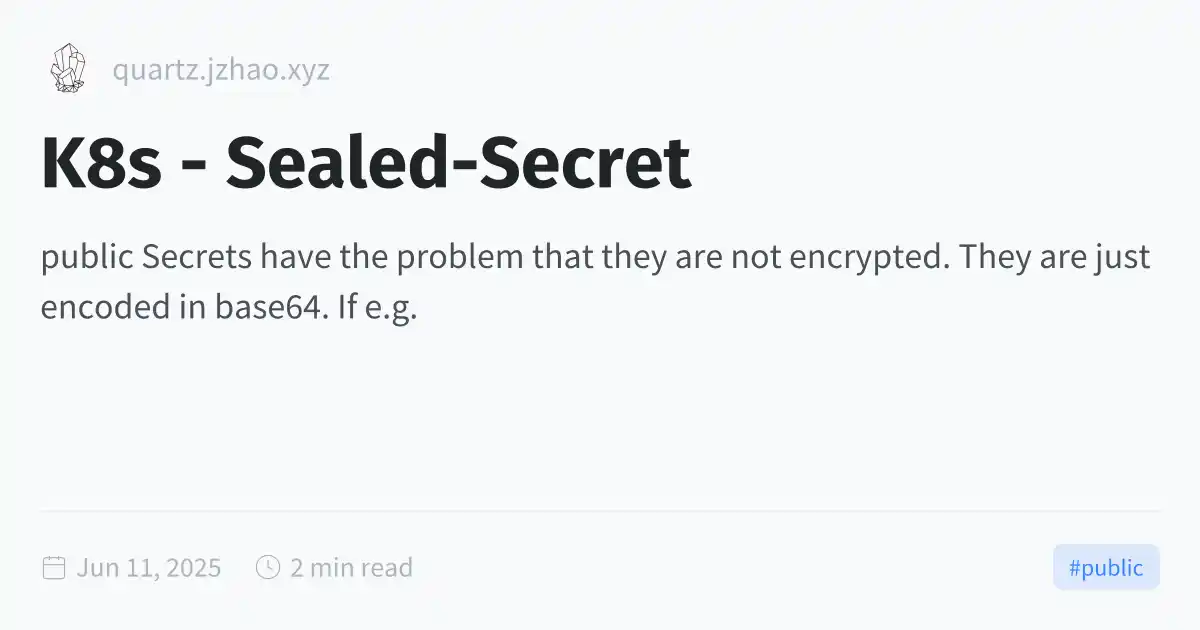 quartz.jzhao.xyz
K8s - Sealed-Secret
public Secrets have the problem that they are not encrypted. They are just
encoded in base64. If e.g.
Jun 11, 2025
2 min read
#public